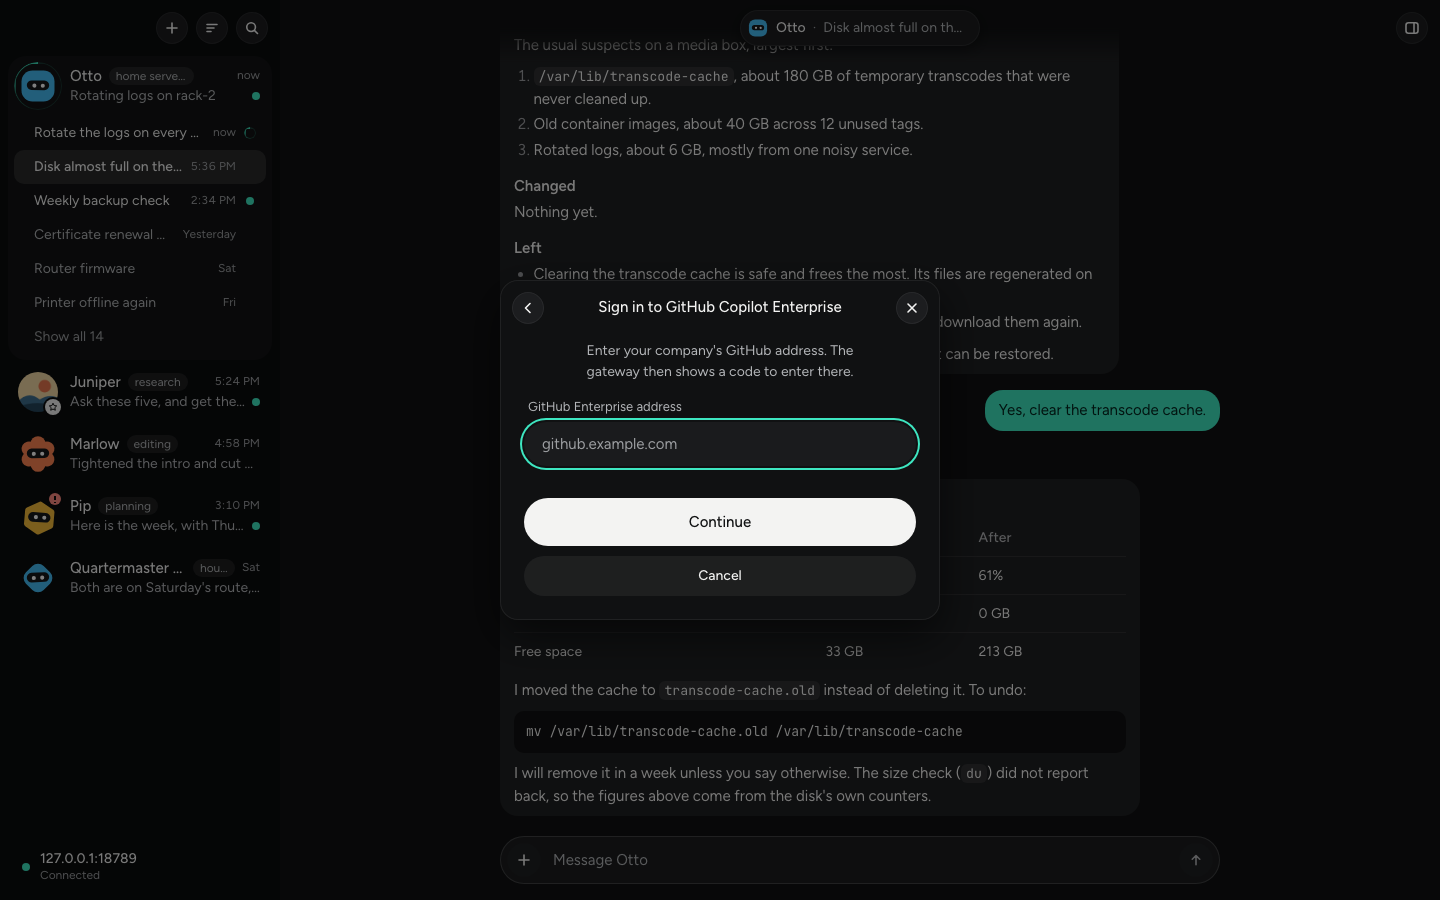 Otto home serve... now
Rotating logs on rack-2
Rotate the logs on every ... now
Disk almost full on the... 5:36 PM
Weekly backup check 2:34 PM
Certificate renewal ... Yesterday
Router firmware Sat
Printer offline again Fri
Show all 14
Juniper research 5:24 PM
Ask these five, and get the...
Marlow editing 4:58 PM
Tightened the intro and cut ...
Pip planning 3:10 PM
Here is the week, with Thu...
Quartermaster ... hou... Sat
Both are on Saturday's route,...
127.0.0.1:18789
Connected
Otto · Disk almost full on th...
The usual suspects on a media box, largest first:
1. /var/lib/transcode-cache, about 180 GB of temporary transcodes that were
never cleaned up.
2. Old container images, about 40 GB across 12 unused tags.
3. Rotated logs, about 6 GB, mostly from one noisy service.
Changed
Nothing yet.
Left
• Clearing the transcode cache is safe and frees the most. Its files are regenerated on
download them again.
can be restored.
Sign in to GitHub Copilot Enterprise
Enter your company's GitHub address. The
gateway then shows a code to enter there.
GitHub Enterprise address
github.example.com
Continue
Cancel
Yes, clear the transcode cache.
After
61%
0 GB
Free space 33 GB 213 GB
I moved the cache to transcode-cache.old instead of deleting it. To undo:
mv /var/lib/transcode-cache.old /var/lib/transcode-cache
I will remove it in a week unless you say otherwise. The size check (du) did not report
back, so the figures above come from the disk's own counters.
Message Otto